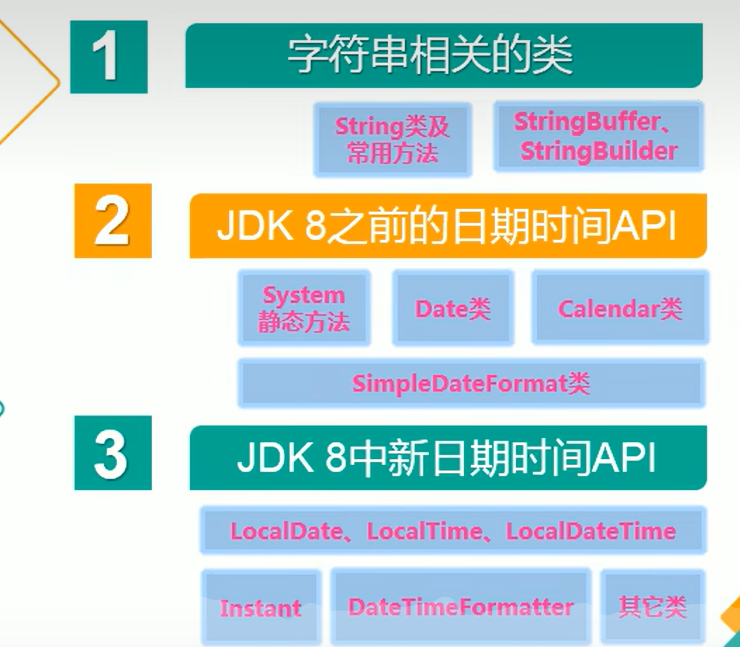 1
字符串相关的类
String类及
常用方法
StringBuffer、
StringBuilder
2
JDK 8之前的日期时间API
System
静态方法
Date类
Calendar类
SimpleDateFormat类
3
JDK 8中新日期时间API
LocalDate、LocalTime、LocalDateTime
Instant
DateTimeFormatter
其它类